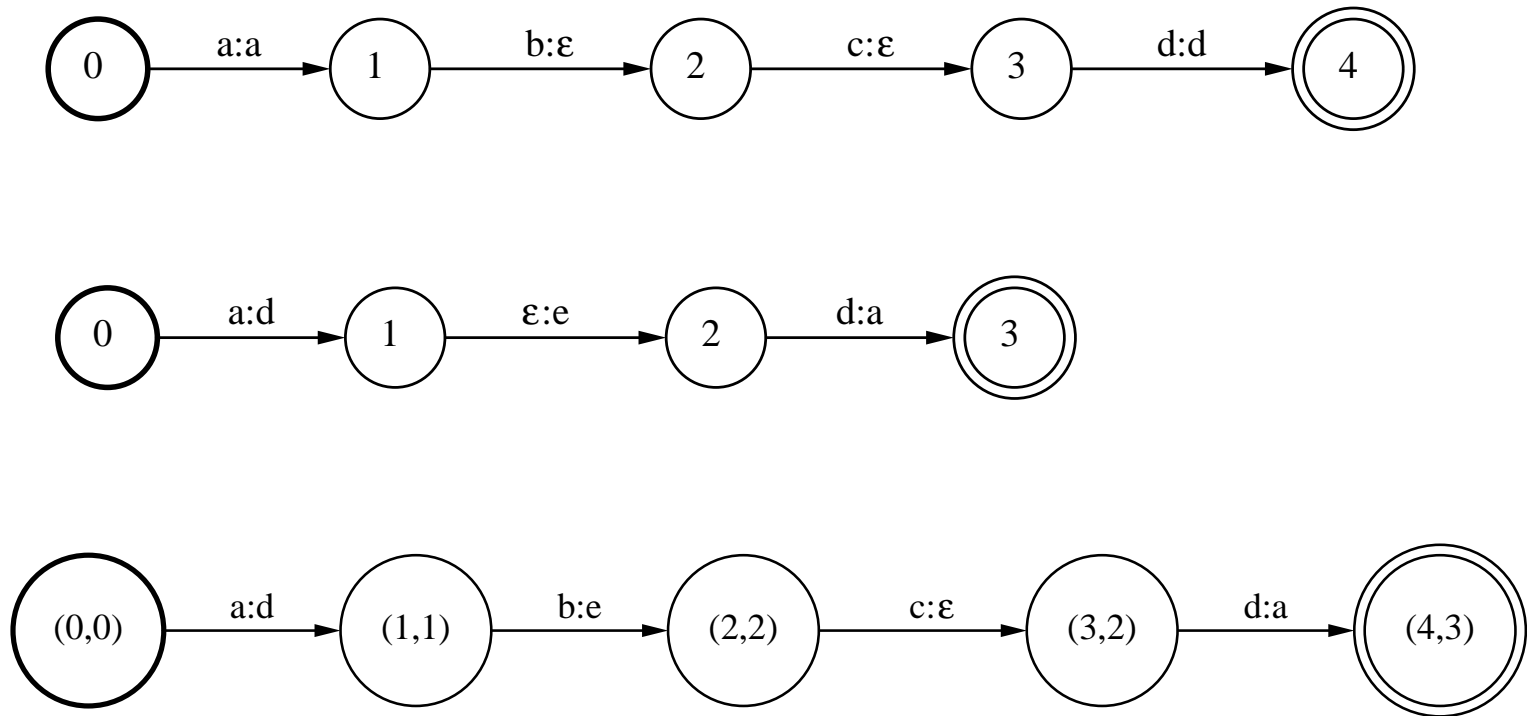 a:a b:ε c:ε d:d
0 1 2 3 4
a:d ε:e d:a
0 1 2 3
a:d b:e c:ε d:a
(0,0) (1,1) (2,2) (3,2) (4,3)